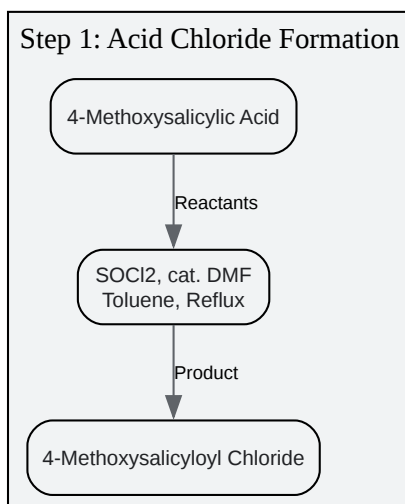 Step 1: Acid Chloride Formation
4-Methoxysalicylic Acid
Reactants
SOCl2, cat. DMF
Toluene, Reflux
Product
4-Methoxysalicyloyl Chloride